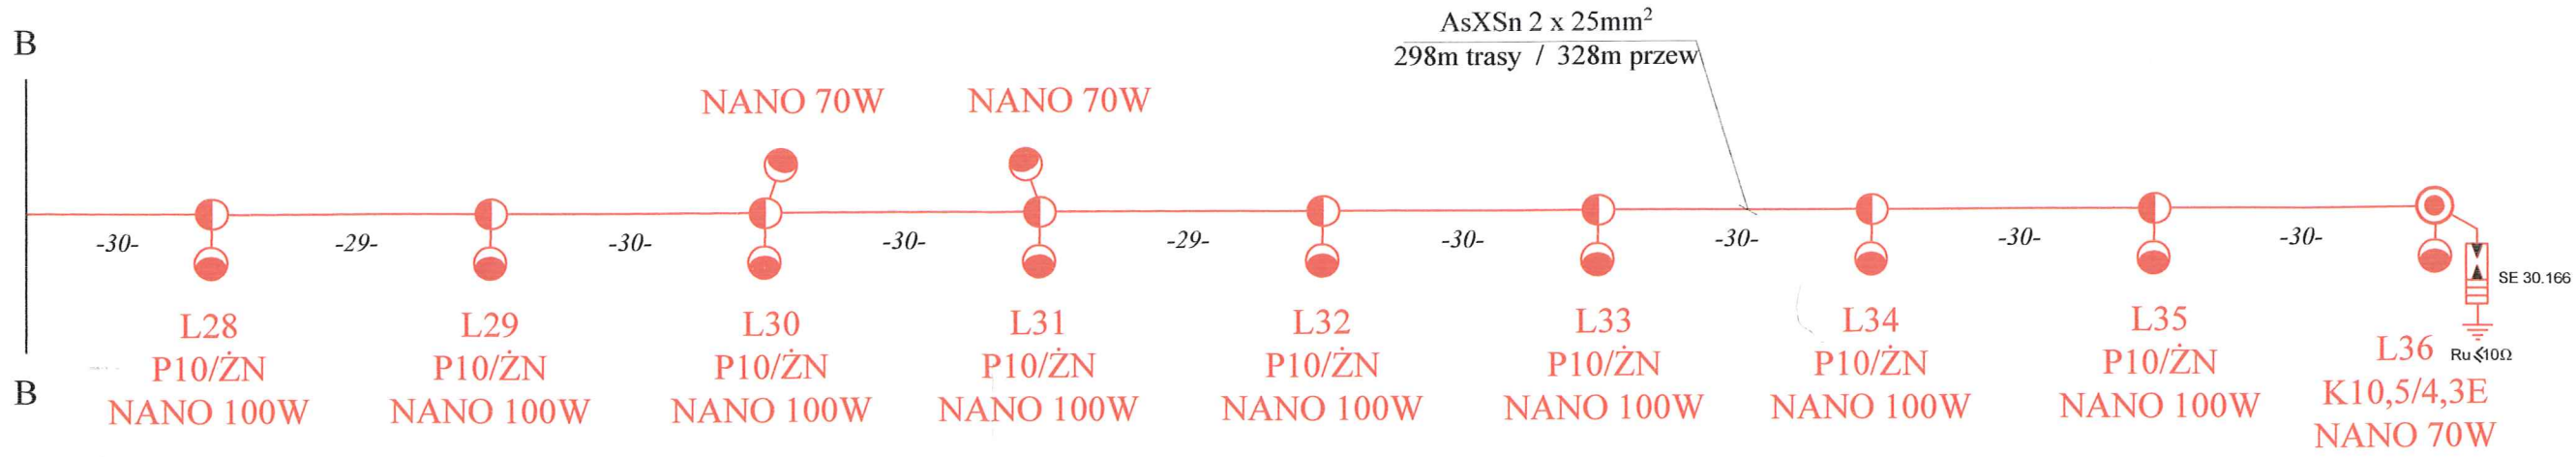 B
AsXSn 2 x 25mm²
298m trasy / 328m przew
NANO 70W
NANO 70W
-30-
-29-
-30-
-30-
-29-
-30-
-30-
-30-
-30-
SE 30.166
Ru⩽10Ω
L28
P10/ŻN
NANO 100W
L29
P10/ŻN
NANO 100W
L30
P10/ŻN
NANO 100W
L31
P10/ŻN
NANO 100W
L32
P10/ŻN
NANO 100W
L33
P10/ŻN
NANO 100W
L34
P10/ŻN
NANO 100W
L35
P10/ŻN
NANO 100W
L36
K10,5/4,3E
NANO 70W
B